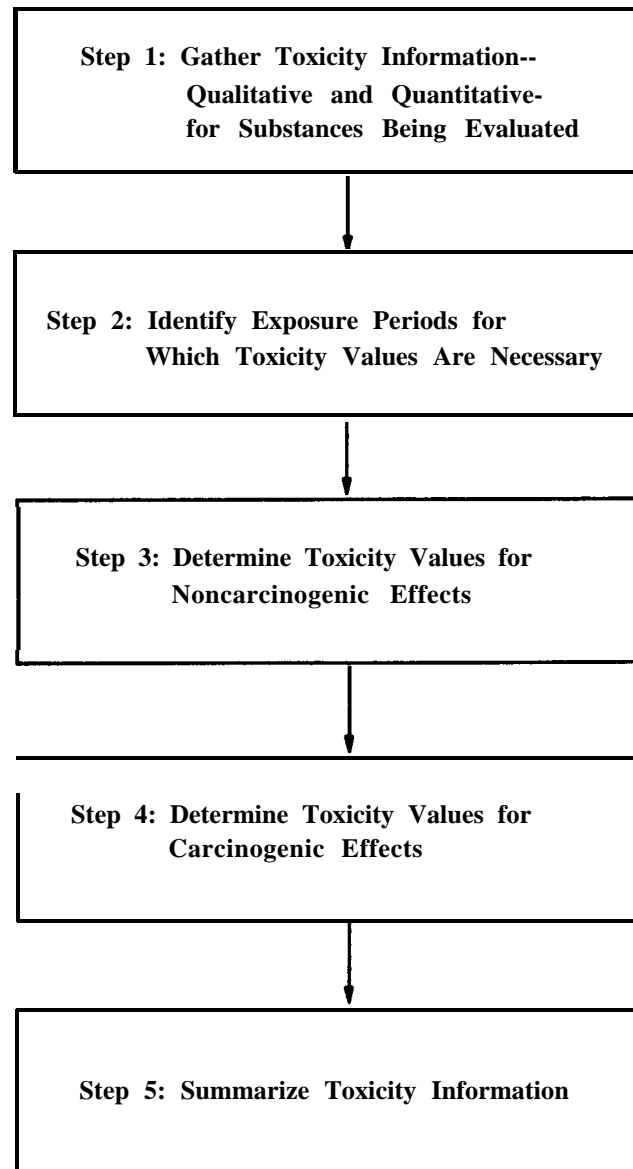 Step 1: Gather Toxicity Information--
Qualitative and Quantitative-
for Substances Being Evaluated
Step 2: Identify Exposure Periods for
Which Toxicity Values Are Necessary
Step 3: Determine Toxicity Values for
Noncarcinogenic Effects
Step 4: Determine Toxicity Values for
Carcinogenic Effects
Step 5: Summarize Toxicity Information